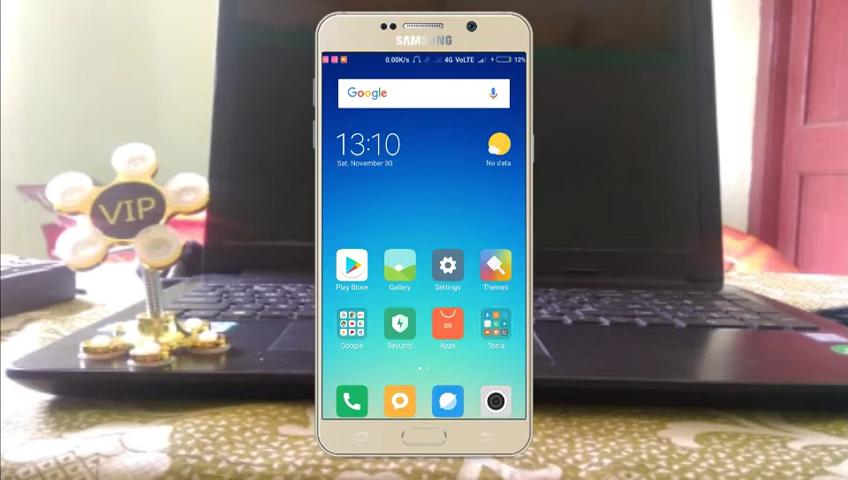 SAMSUNG
0.00K/s 4G VoLTE 12%
Google
13:10
Sat, November 30
No data
VIP
Play Store
Gallery
Settings
Themes
Google
Security
mi
Apps
Tools